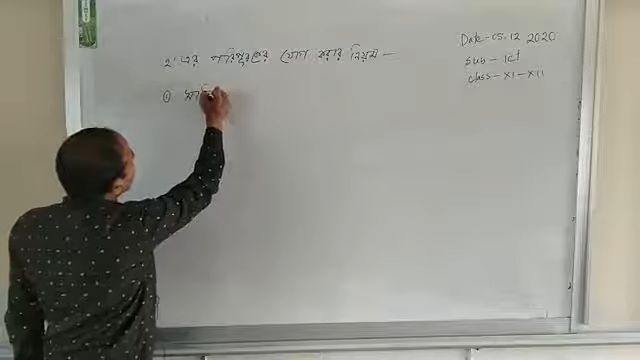 ২' এর পরিপূরকের যোগ করার নিয়ম —
Date - 05.12 2020
Sub - ICT
Class - XI - XII
①